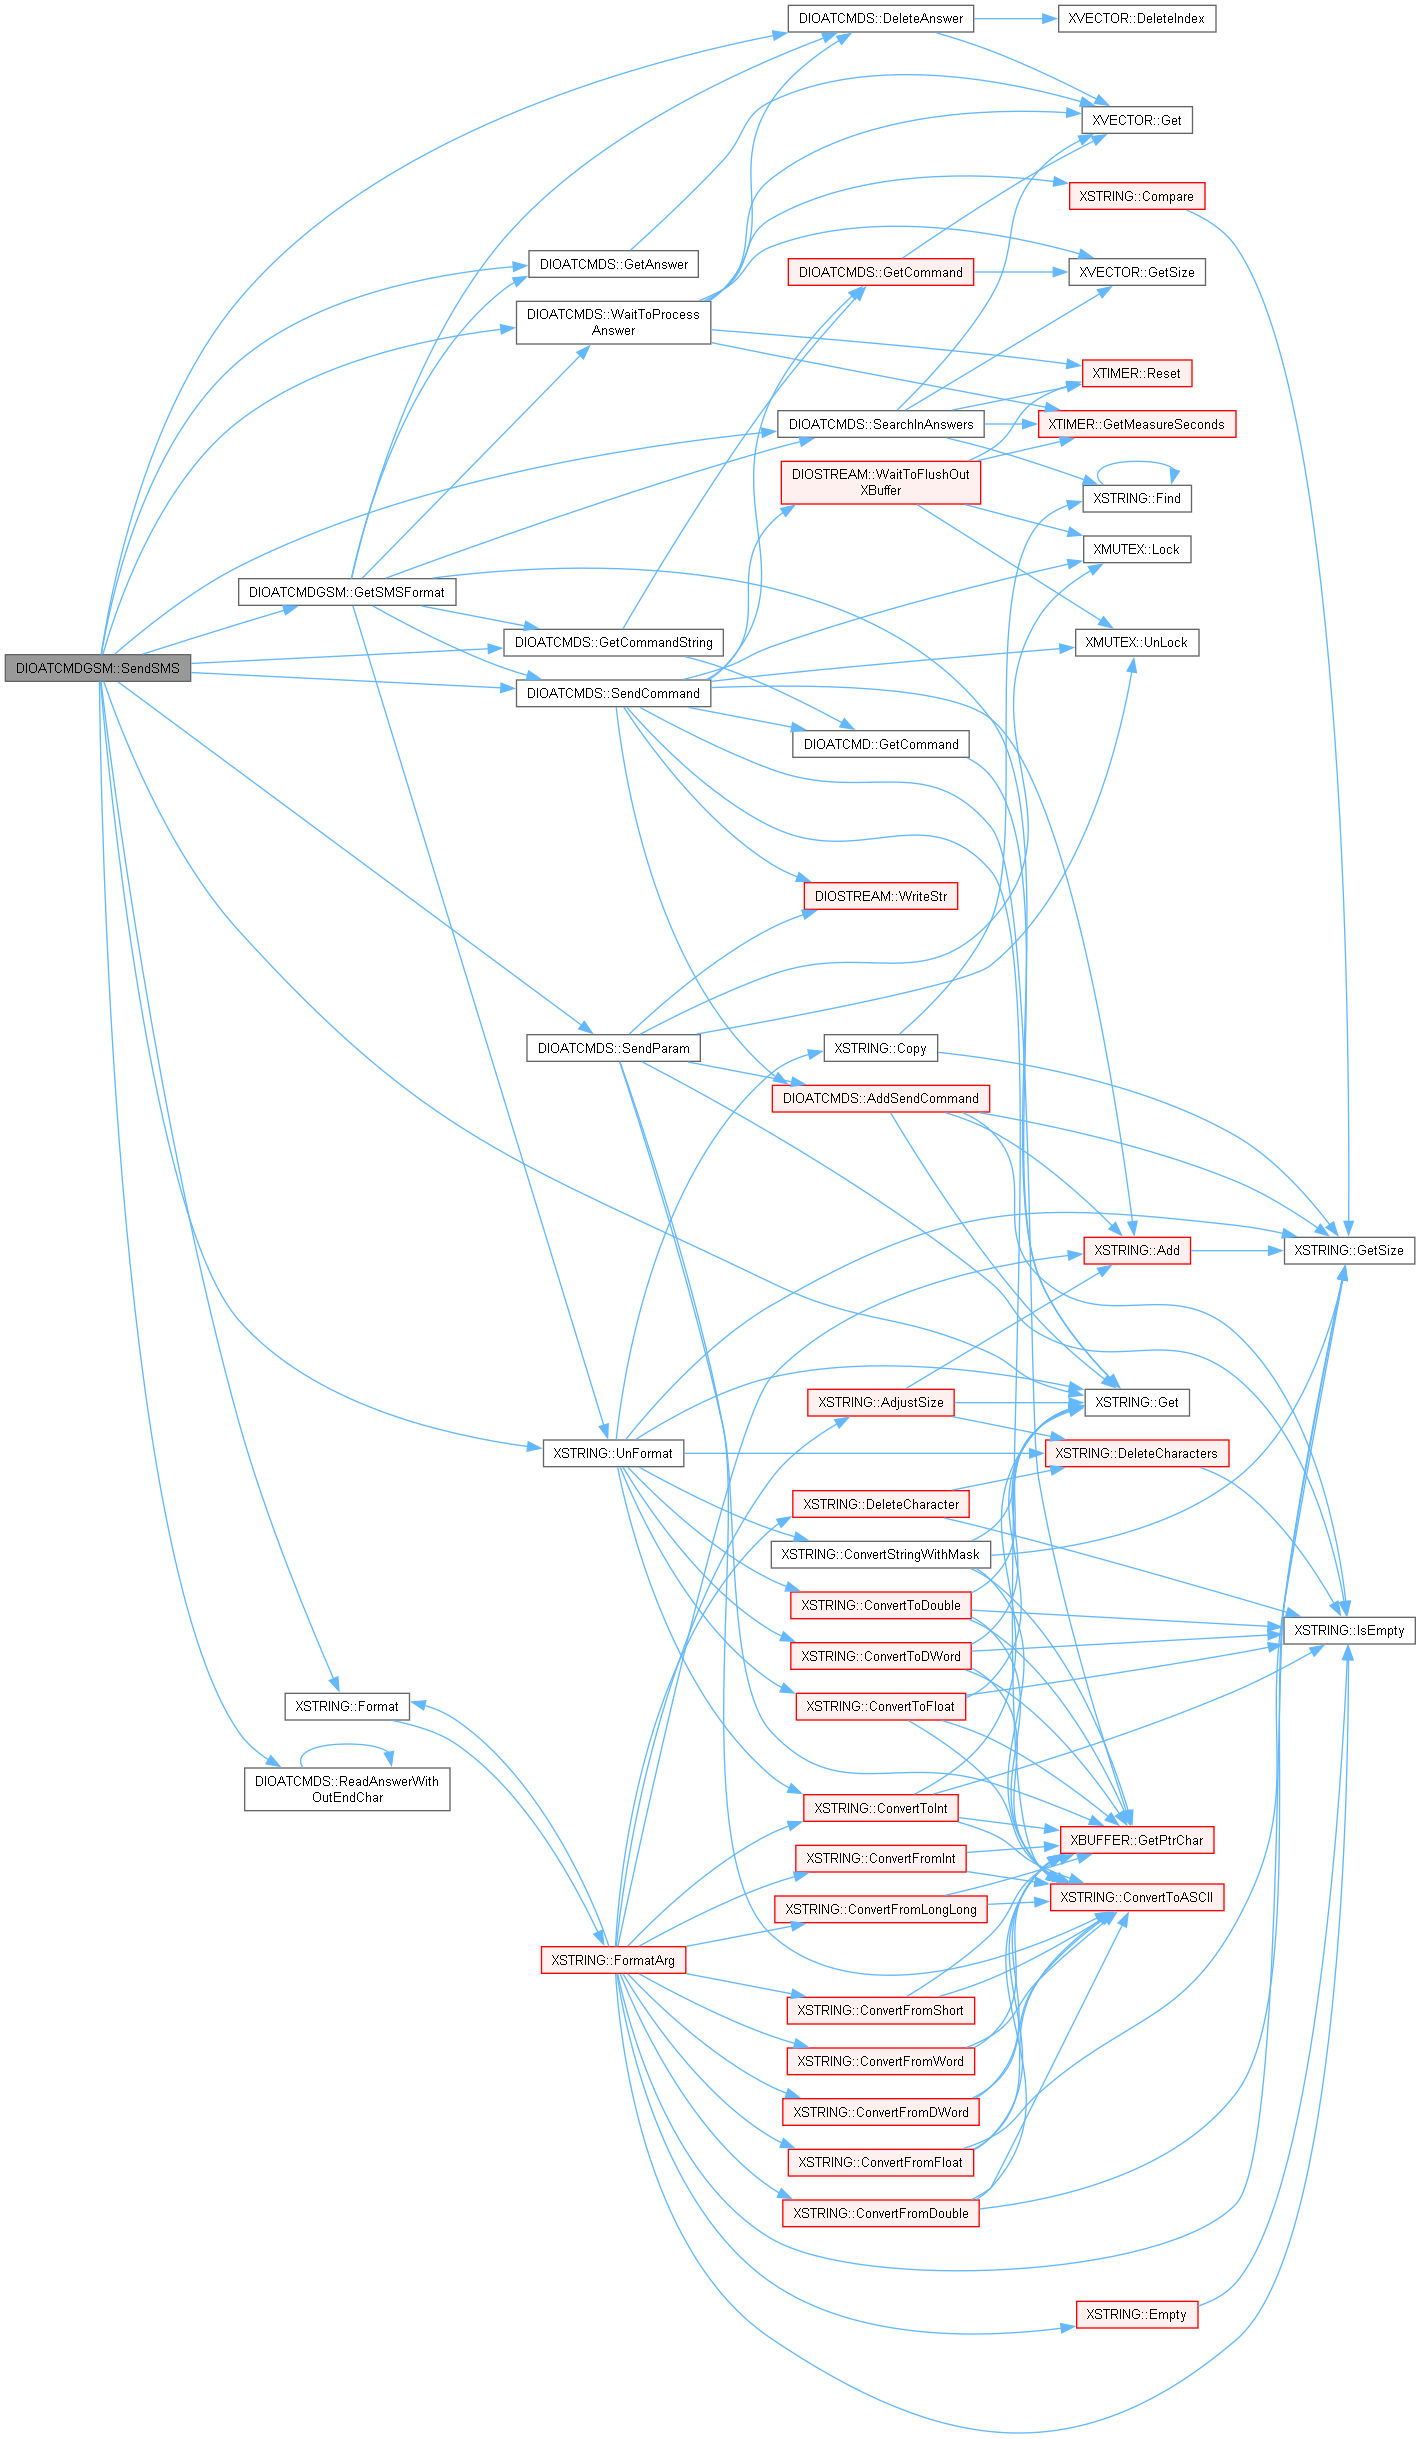 DIOATCMDS::DeleteAnswer
XVECTOR::DeleteIndex
XVECTOR::Get
XSTRING::Compare
DIOATCMDS::GetAnswer
DIOATCMDS::GetCommand
XVECTOR::GetSize
DIOATCMDS::WaitToProcess
Answer
XTIMER::Reset
DIOATCMDS::SearchInAnswers
XTIMER::GetMeasureSeconds
DIOSTREAM::WaitToFlushOut
XBuffer
XSTRING::Find
XMUTEX::Lock
DIOATCMDGSM::GetSMSFormat
DIOATCMDS::GetCommandString
XMUTEX::UnLock
DIOATCMDGSM::SendSMS
DIOATCMDS::SendCommand
DIOATCMD::GetCommand
DIOSTREAM::WriteStr
DIOATCMDS::SendParam
XSTRING::Copy
DIOATCMDS::AddSendCommand
XSTRING::Add
XSTRING::GetSize
XSTRING::AdjustSize
XSTRING::Get
XSTRING::UnFormat
XSTRING::DeleteCharacters
XSTRING::DeleteCharacter
XSTRING::ConvertStringWithMask
XSTRING::ConvertToDouble
XSTRING::IsEmpty
XSTRING::ConvertToDWord
XSTRING::Format
XSTRING::ConvertToFloat
DIOATCMDS::ReadAnswerWith
OutEndChar
XSTRING::ConvertToInt
XBUFFER::GetPtrChar
XSTRING::ConvertFromInt
XSTRING::ConvertToASCII
XSTRING::ConvertFromLongLong
XSTRING::FormatArg
XSTRING::ConvertFromShort
XSTRING::ConvertFromWord
XSTRING::ConvertFromDWord
XSTRING::ConvertFromFloat
XSTRING::ConvertFromDouble
XSTRING::Empty